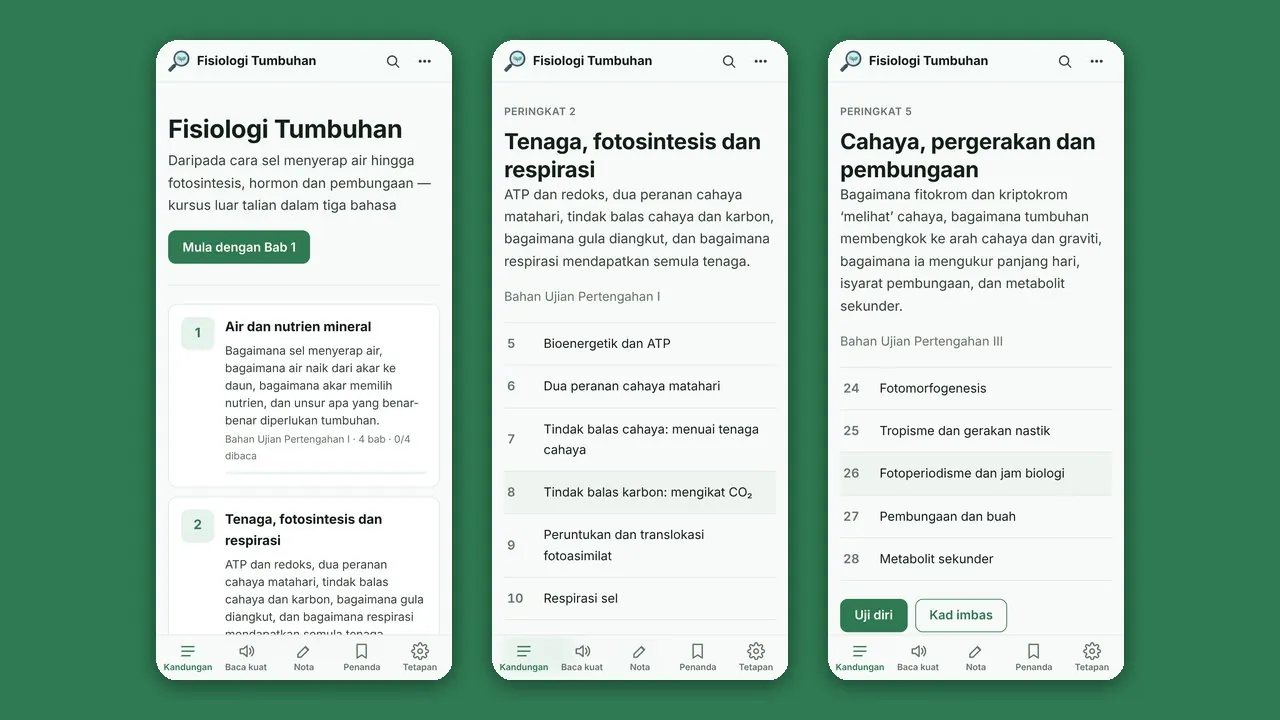 Fisiologi Tumbuhan
Fisiologi Tumbuhan
Daripada cara sel menyerap air hingga
fotosintesis, hormon dan pembungaan —
kursus luar talian dalam tiga bahasa
Mula dengan Bab 1
1
Air dan nutrien mineral
Bagaimana sel menyerap air,
bagaimana air naik dari akar ke
daun, bagaimana akar memilih
nutrien, dan unsur apa yang benar-
benar diperlukan tumbuhan.
Bahan Ujian Pertengahan I · 4 bab · 0/4
dibaca
2
Tenaga, fotosintesis dan
respirasi
ATP dan redoks, dua peranan
cahaya matahari, tindak balas
cahaya dan karbon, bagaimana gula
diangkut, dan bagaimana respirasi
mendapatkan semula tenaga.
Kandungan
Baca kuat
Nota
Penanda
Tetapan
Fisiologi Tumbuhan
PERINGKAT 2
Tenaga, fotosintesis dan
respirasi
ATP dan redoks, dua peranan cahaya
matahari, tindak balas cahaya dan karbon,
bagaimana gula diangkut, dan bagaimana
respirasi mendapatkan semula tenaga.
Bahan Ujian Pertengahan I
5 Bioenergetik dan ATP
6 Dua peranan cahaya matahari
7 Tindak balas cahaya: menuai tenaga
cahaya
8 Tindak balas karbon: mengikat CO₂
9 Peruntukan dan translokasi
fotoasimilat
10 Respirasi sel
Kandungan
Baca kuat
Nota
Penanda
Tetapan
Fisiologi Tumbuhan
PERINGKAT 5
Cahaya, pergerakan dan
pembungaan
Bagaimana fitokrom dan kriptokrom
‘melihat’ cahaya, bagaimana tumbuhan
membengkok ke arah cahaya dan graviti,
bagaimana ia mengukur panjang hari,
isyarat pembungaan, dan metabolit
sekunder.
Bahan Ujian Pertengahan III
24 Fotomorfogenesis
25 Tropisme dan gerakan nastik
26 Fotoperiodisme dan jam biologi
27 Pembungaan dan buah
28 Metabolit sekunder
Uji diri
Kad imbas
Kandungan
Baca kuat
Nota
Penanda
Tetapan